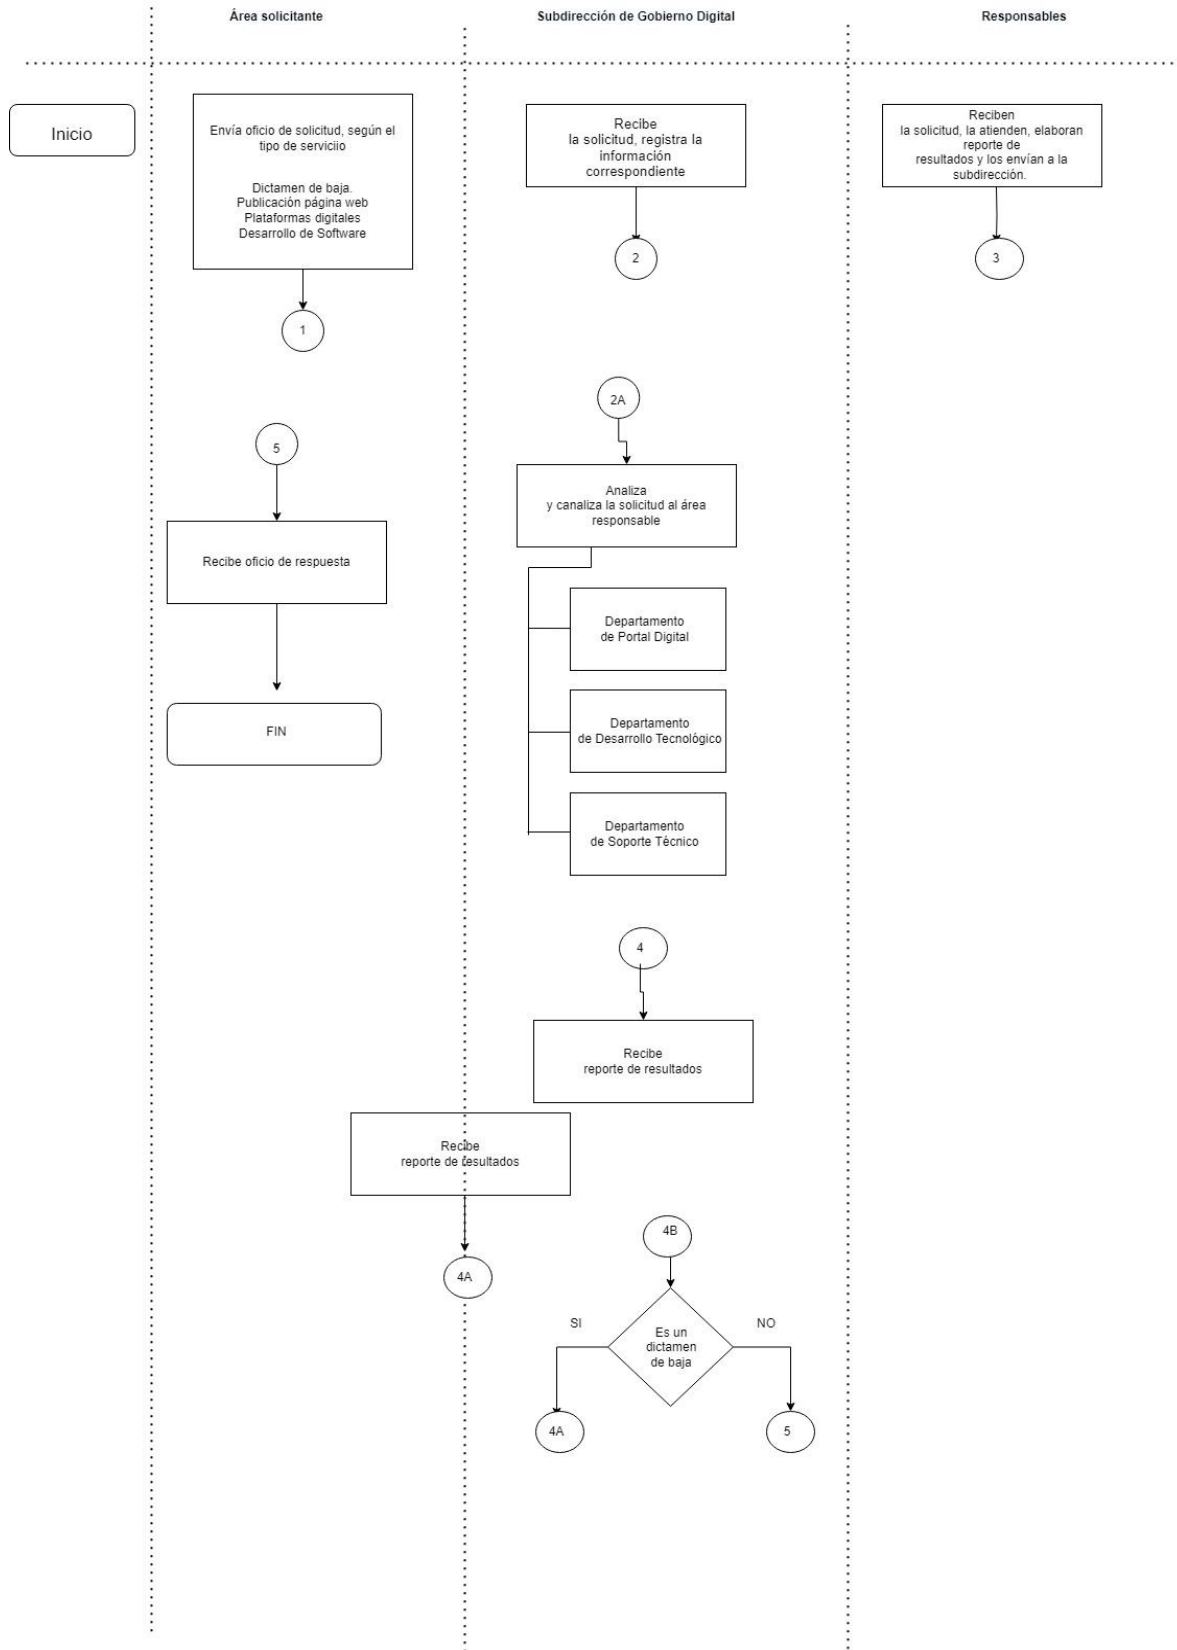 Área solicitante
Subdirección de Gobierno Digital
Responsables
Inicio
Envía oficio de solicitud, según el
tipo de serviciio
Dictamen de baja.
Publicación página web
Plataformas digitales
Desarrollo de Software
1
Recibe
la solicitud, registra la
información
correspondiente
2
Reciben
la solicitud, la atienden, elaboran
reporte de
resultados y los envían a la
subdirección.
3
5
Recibe oficio de respuesta
FIN
2A
Analiza
y canaliza la solicitud al área
responsable
Departamento
de Portal Digital
Departamento
de Desarrollo Tecnológico
Departamento
de Soporte Técnico
4
Recibe
reporte de resultados
Recibe
reporte de resultados
4A
4B
Es un
dictamen
de baja
SI
NO
4A
5